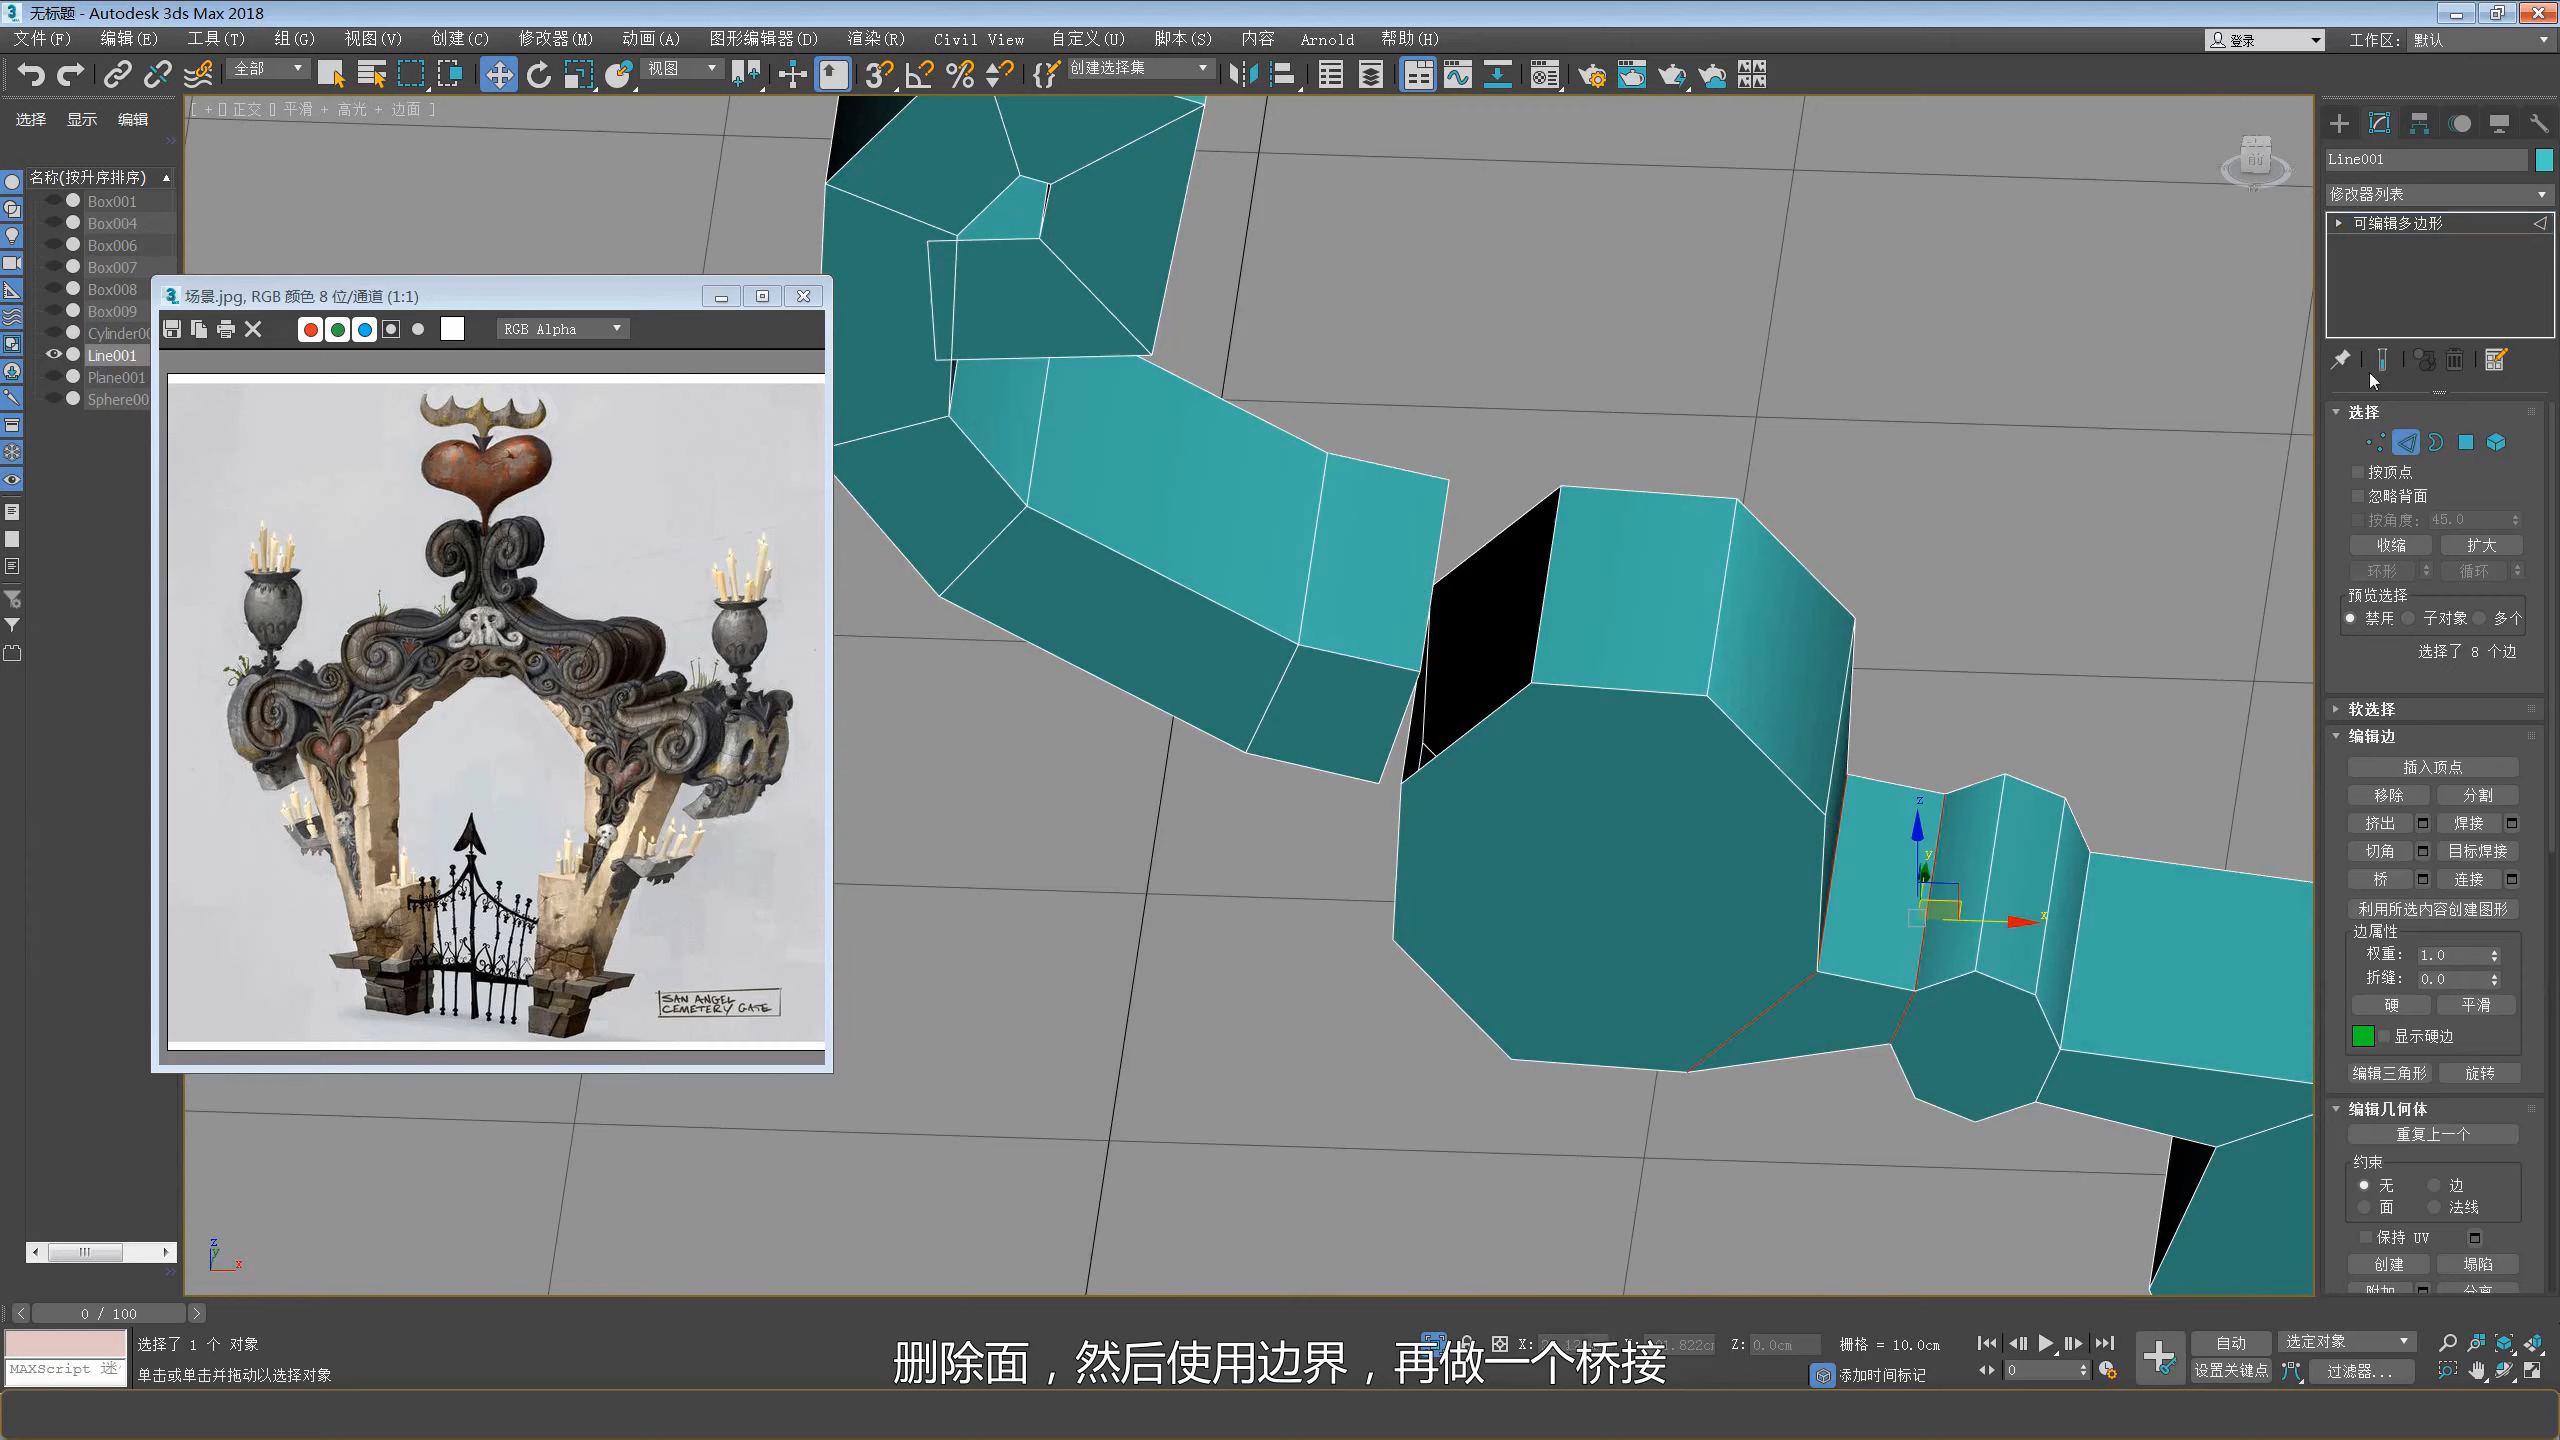 无标题 - Autodesk 3ds Max 2018
文件(F) 编辑(E) 工具(T) 组(G) 视图(V) 创建(C) 修改器(M) 动画(A) 图形编辑器(D) 渲染(R) Civil View 自定义(U) 脚本(S) 内容 Arnold 帮助(H) 登录 工作区: 默认
全部 视图 创建选择集
选择 显示 编辑
[ + ] 正交 [] 平滑 + 高光 + 边面 ]
名称(按升序排序)
Box001
Box004
Box006
Box007
Box008
Box009
Cylinder00
Line001
Plane001
Sphere00
场景.jpg, RGB 颜色 8 位/通道 (1:1)
RGB Alpha
SAN ANGEL
CEMETERY GATE
前
z
y
x
z
y
x
Line001
修改器列表
可编辑多边形
选择
按顶点
忽略背面
按角度: 45.0
收缩 扩大
环形 循环
预览选择
禁用 子对象 多个
选择了 8 个边
软选择
编辑边
插入顶点
移除 分割
挤出 焊接
切角 目标焊接
桥 连接
利用所选内容创建图形
边属性
权重: 1.0
折缝: 0.0
硬 平滑
显示硬边
编辑三角形 旋转
编辑几何体
重复上一个
约束
无 边
面 法线
保持 UV
创建 塌陷
附加 分离
0 / 100
选择了 1 个 对象
MAXScript 迷
单击或单击并拖动以选择对象
X: Z: 0.0cm 栅格 = 10.0cm
添加时间标记
0
自动 选定对象
设置关键点 过滤器...
删除面，然后使用边界，再做一个桥接